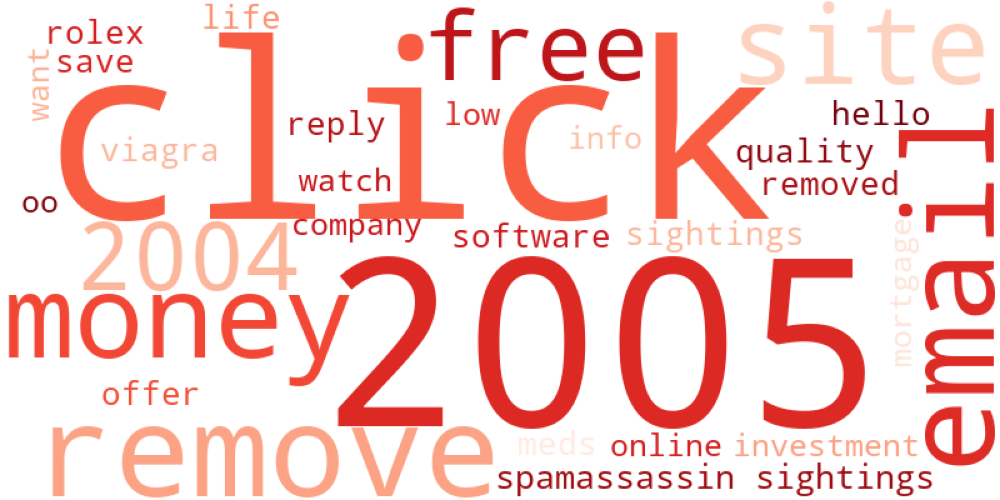 life
rolex
free
site
save
want
click
low
hello
reply
info
email
viagra
quality
watch
removed
oo
company
2004
software
sightings
mortgage
money
2005
offer
remove
meds
online
investment
spamassassin sightings